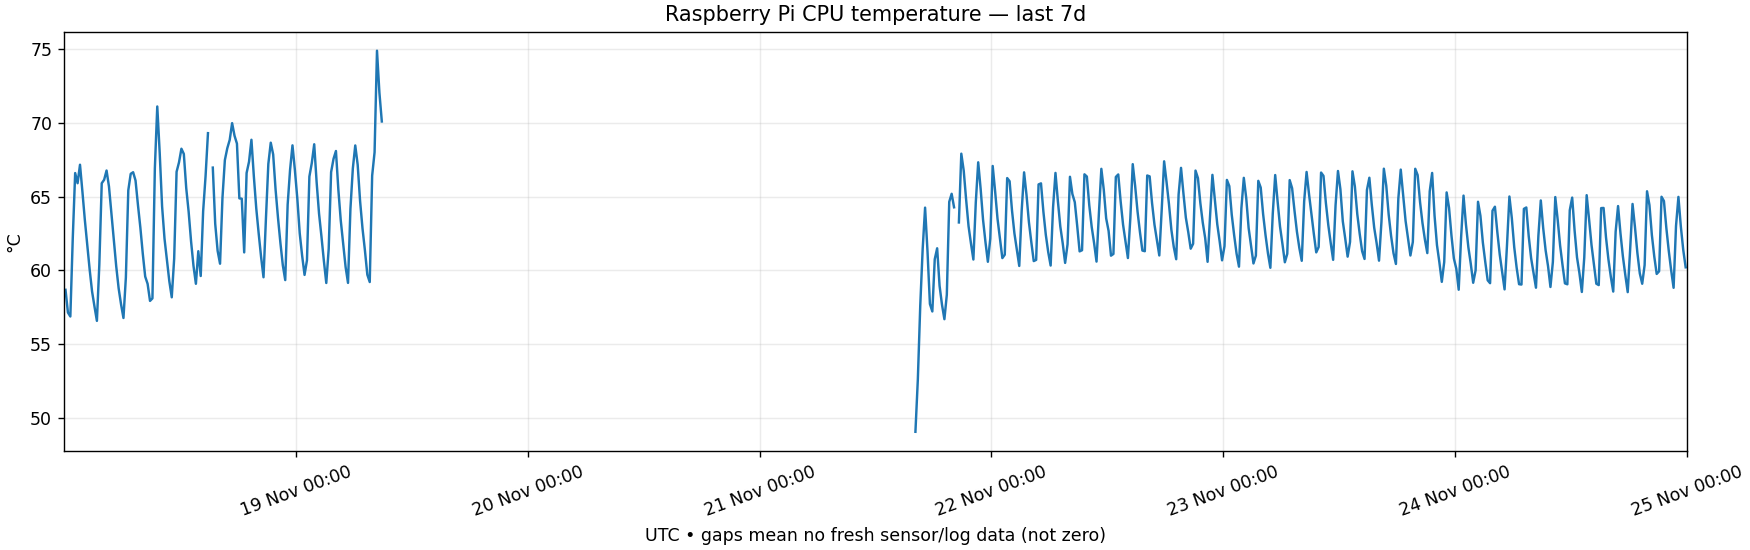 Raspberry Pi CPU temperature — last 7d
°C
75
70
65
60
55
50
19 Nov 00:00
20 Nov 00:00
21 Nov 00:00
22 Nov 00:00
23 Nov 00:00
24 Nov 00:00
25 Nov 00:00
UTC • gaps mean no fresh sensor/log data (not zero)